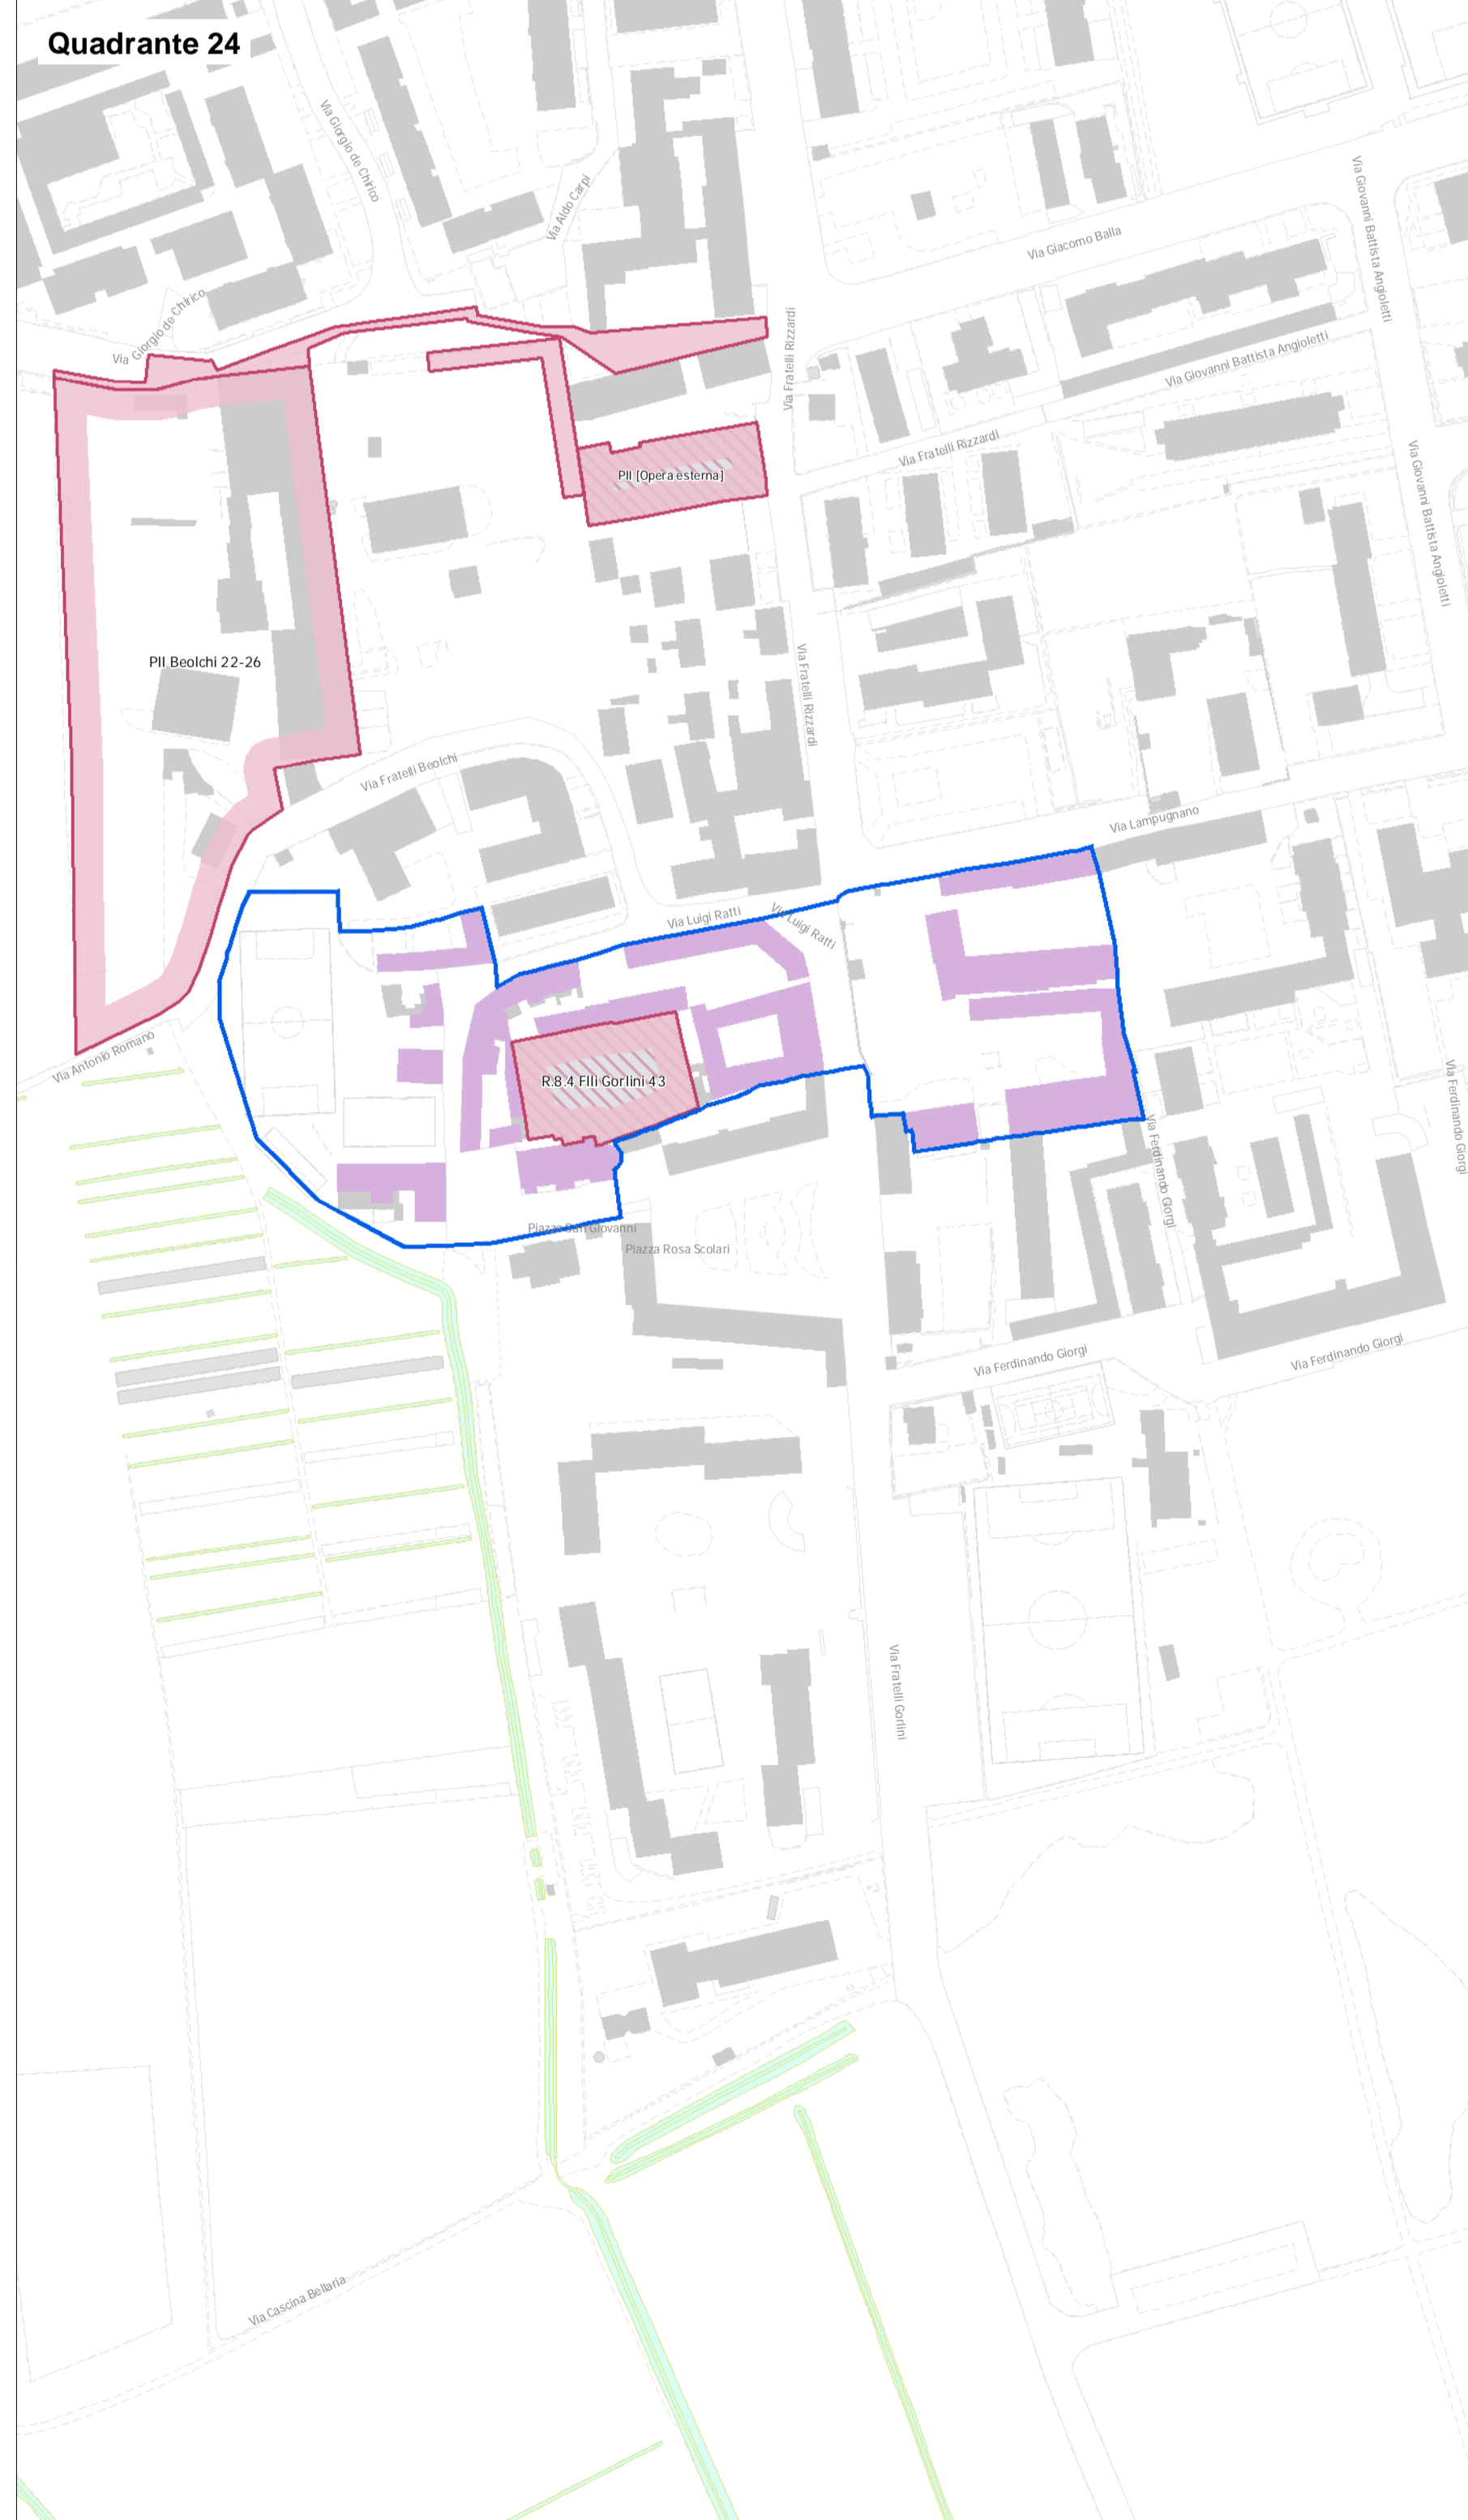 Quadrante 24
Via Giorgio de Chirico
Via Aldo Carpi
Via Giovanni Battista Angioletti
Via Giacomo Balla
Via Giorgio de Chirico
Via Fratelli Rizzardi
Via Giovanni Battista Angioletti
Via Fratelli Rizzardi
Via Giovanni Battista Angioletti
PII [Opera esterna]
PII Beolchi 22-26
Via Fratelli Rizzardi
Via Fratelli Beolchi
Via Lampugnano
Via Luigi Ratti
Via Luigi Ratti
Via Antonio Romano
R.8.4 Flli Gorlini 43
Via Ferdinando Giorgi
Via Ferdinando Giorgi
Piazza San Giovanni
Piazza Rosa Scolari
Via Ferdinando Giorgi
Via Ferdinando Giorgi
Via Fratelli Gorlini
Via Cascina Bellaria